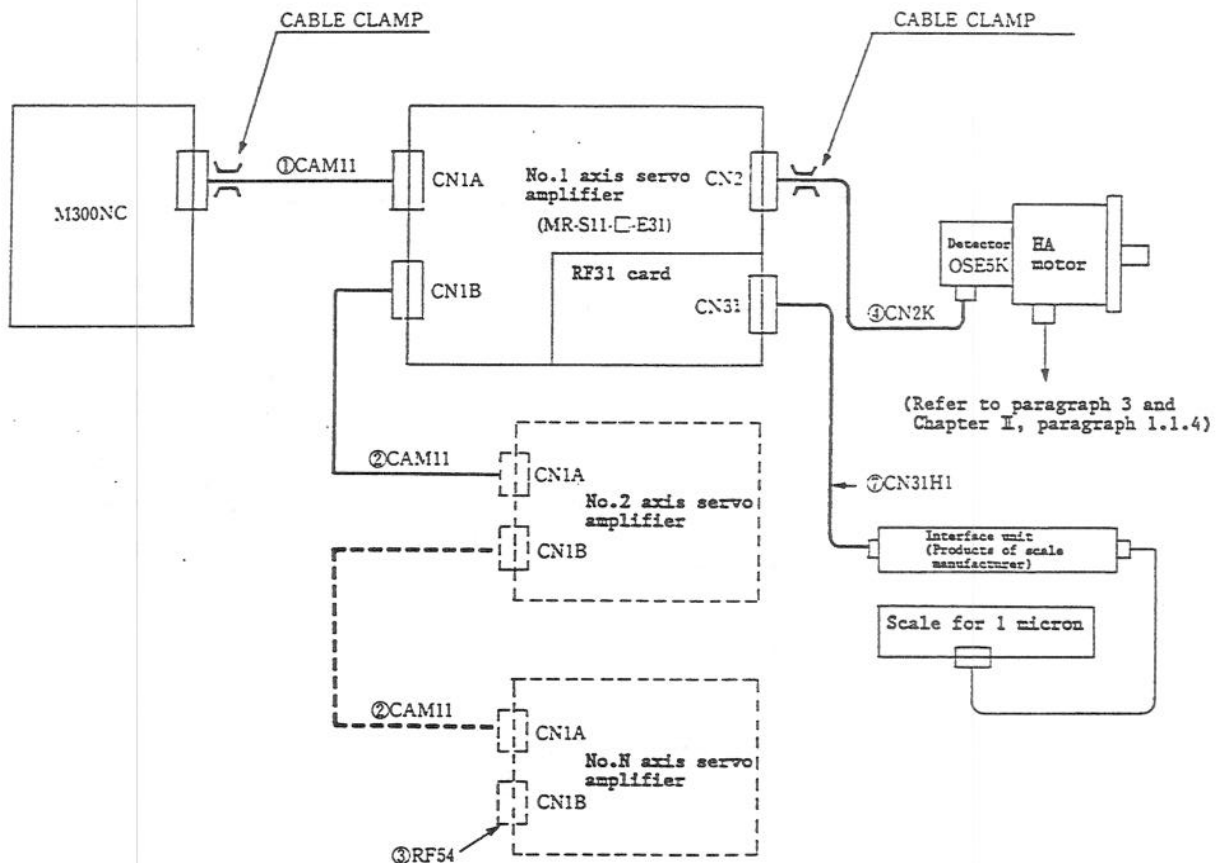 CABLE CLAMP
CABLE CLAMP
M300NC
①CAM11
CN1A
No.1 axis servo
amplifier
(MR-S11-□-E31)
CN2
CN1B
RF31 card
CN31
Detector
OSE5K
HA
motor
④CN2K
(Refer to paragraph 3 and
Chapter II, paragraph 1.1.4)
②CAM11
CN1A
No.2 axis servo
amplifier
CN1B
⑦CN31H1
Interface unit
(Products of scale
manufacturer)
Scale for 1 micron
②CAM11
CN1A
No.N axis servo
amplifier
CN1B
③RF54